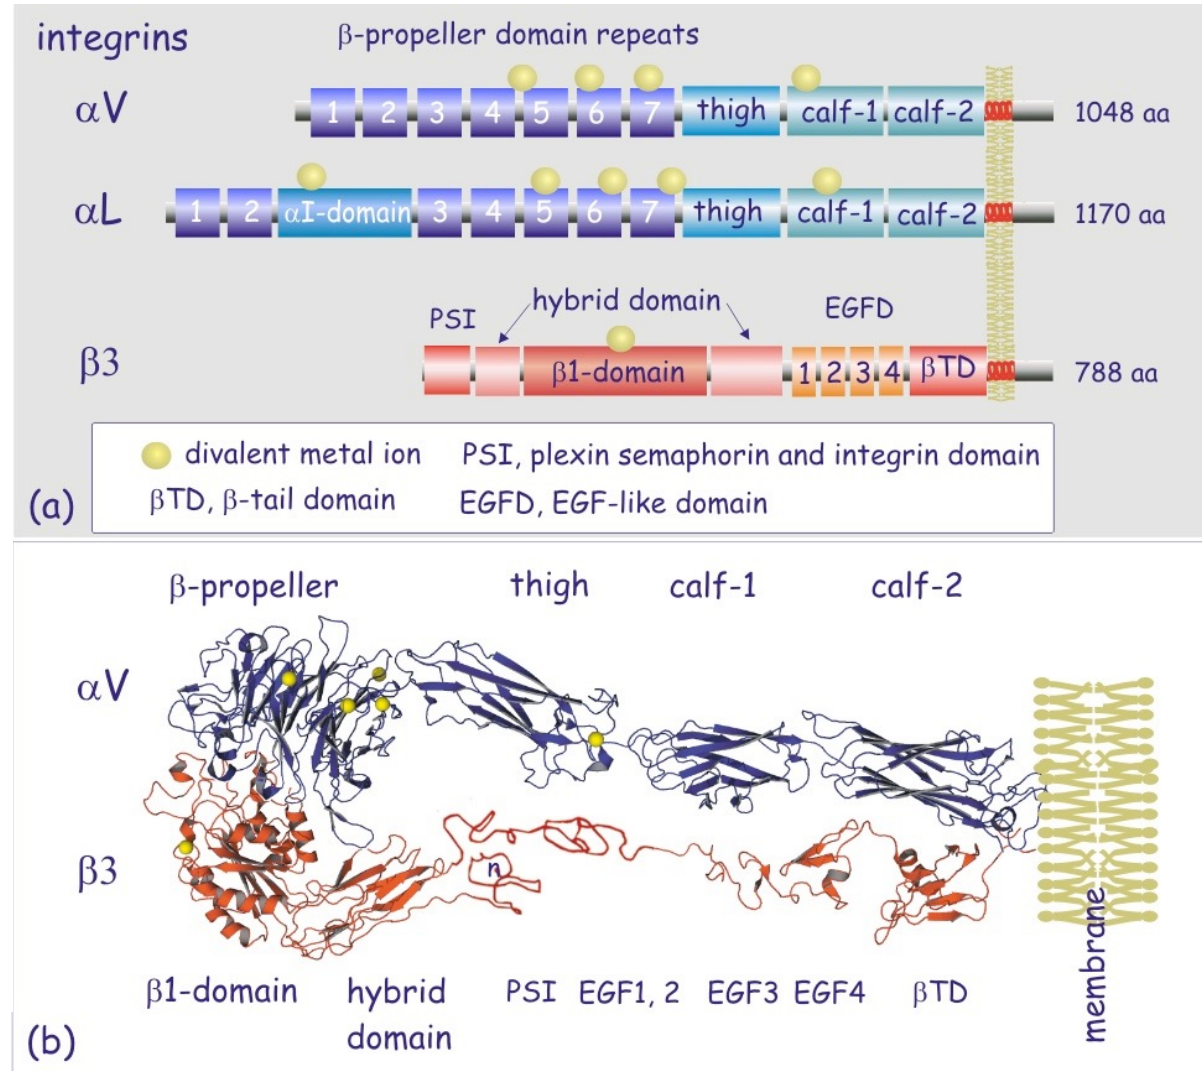 integrins
β-propeller domain repeats
αV 1 2 3 4 5 6 7 thigh calf-1 calf-2 1048 aa
αL 1 2 αI-domain 3 4 5 6 7 thigh calf-1 calf-2 1170 aa
hybrid domain
PSI EGFD
β3 β1-domain 1 2 3 4 βTD 788 aa
divalent metal ion PSI, plexin semaphorin and integrin domain
βTD, β-tail domain EGFD, EGF-like domain
(a)
β-propeller thigh calf-1 calf-2
αV
β3
n
membrane
β1-domain hybrid domain PSI EGF1, 2 EGF3 EGF4 βTD
(b)